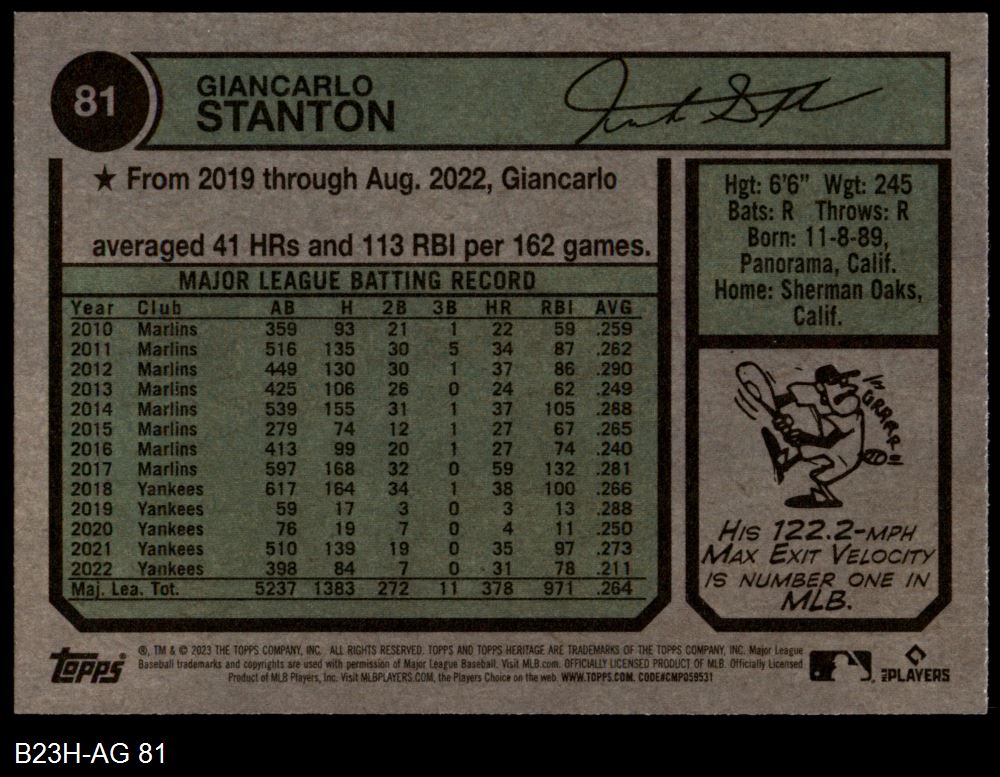 81
GIANCARLO
STANTON
★ From 2019 through Aug. 2022, Giancarlo
averaged 41 HRs and 113 RBI per 162 games.
MAJOR LEAGUE BATTING RECORD
Year Club AB H 2B 3B HR RBI AVG
2010 Marlins 359 93 21 1 22 59 .259
2011 Marlins 516 135 30 5 34 87 .262
2012 Marlins 449 130 30 1 37 86 .290
2013 Marlins 425 106 26 0 24 62 .249
2014 Marlins 539 155 31 1 37 105 .288
2015 Marlins 279 74 12 1 27 67 .265
2016 Marlins 413 99 20 1 27 74 .240
2017 Marlins 597 168 32 0 59 132 .281
2018 Yankees 617 164 34 1 38 100 .266
2019 Yankees 59 17 3 0 3 13 .288
2020 Yankees 76 19 7 0 4 11 .250
2021 Yankees 510 139 19 0 35 97 .273
2022 Yankees 398 84 7 0 31 78 .211
Maj. Lea. Tot. 5237 1383 272 11 378 971 .264
Hgt: 6'6" Wgt: 245
Bats: R Throws: R
Born: 11-8-89,
Panorama, Calif.
Home: Sherman Oaks,
Calif.
GRRRR
HIS 122.2-MPH
MAX EXIT VELOCITY
IS NUMBER ONE IN
MLB.
TOPPS
®, TM & © 2023 THE TOPPS COMPANY, INC. ALL RIGHTS RESERVED. TOPPS AND TOPPS HERITAGE ARE TRADEMARKS OF THE TOPPS COMPANY, INC. Major League
Baseball trademarks and copyrights are used with permission of Major League Baseball. Visit MLB.com. OFFICIALLY LICENSED PRODUCT OF MLB. Officially Licensed
Product of MLB Players, Inc. Visit MLBPLAYERS.COM, the Players Choice on the web. WWW.TOPPS.COM. CODE#CMP059531
MLBPLAYERS
B23H-AG 81